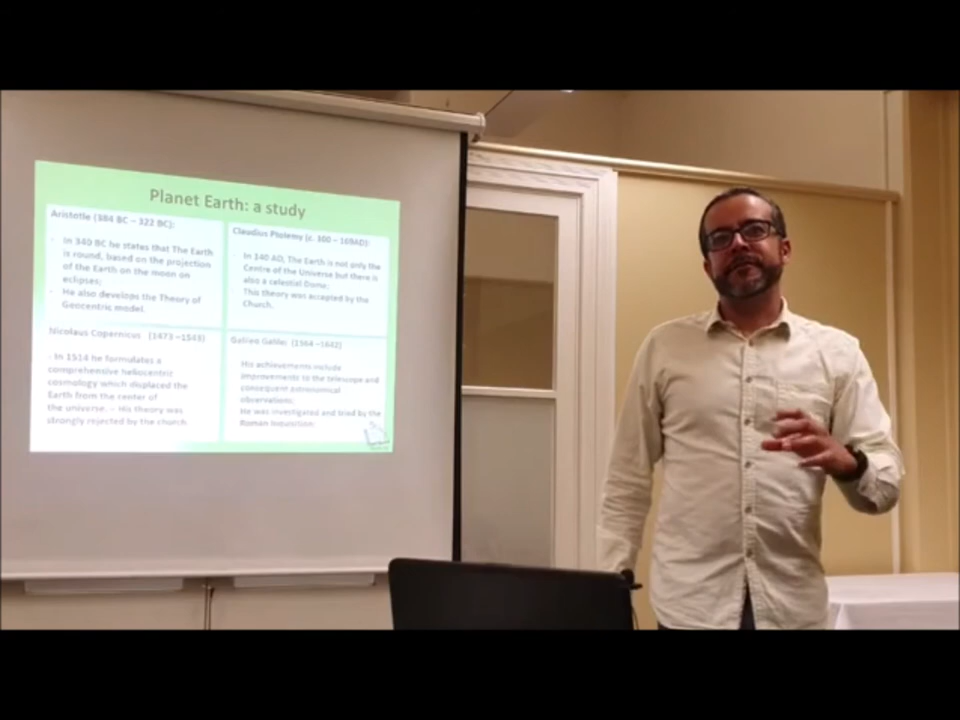 Planet Earth: a study
Aristotle (384 BC – 322 BC):
- In 340 BC he states that The Earth
is round, based on the projection
of the Earth on the moon on
eclipses;
- He also develops the Theory of
Geocentric model.
Claudius Ptolemy (c. 100 – 169AD):
- In 140 AD, The Earth is not only the
Centre of the Universe but there is
also a celestial Dome;
This theory was accepted by the
Church.
Nicolaus Copernicus (1473 –1543)
- In 1514 he formulates a
comprehensive heliocentric
cosmology which displaced the
Earth from the center of
the universe. – His theory was
strongly rejected by the church
Galileo Galilei: (1564 –1642)
His achievements include
improvements to the telescope and
consequent astronomical
observations.
He was investigated and tried by the
Roman Inquisition.